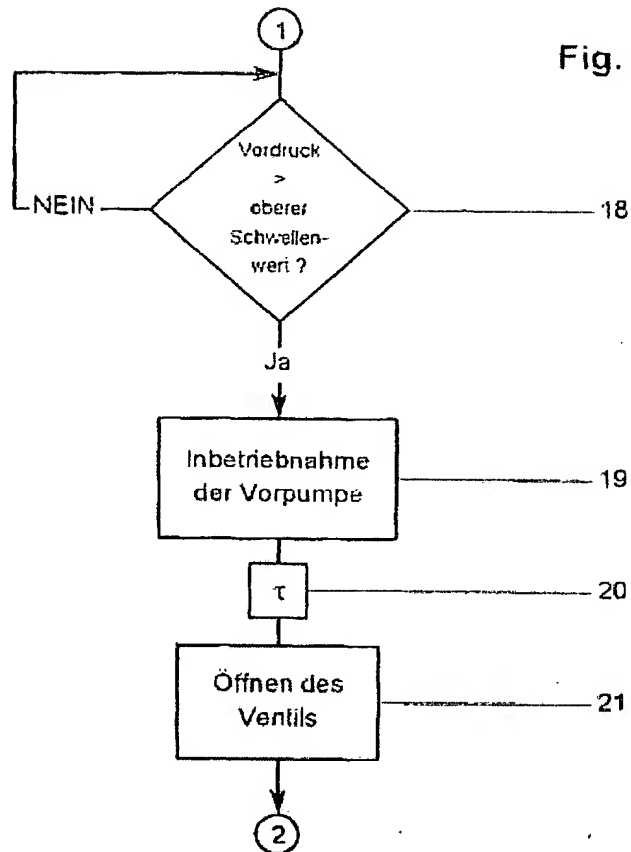 1
Fig.
Vordruck
>
oberer
Schwellen-
wert ?
18
NEIN
Ja
Inbetriebnahme
der Vorpumpe
19
τ
20
Öffnen des
Ventils
21
2